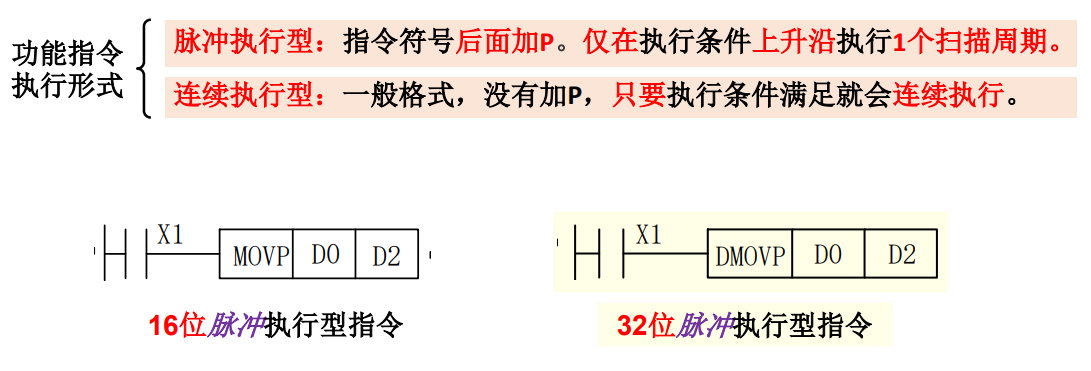 功能指令
执行形式
脉冲执行型：指令符号后面加P。仅在执行条件上升沿执行1个扫描周期。
连续执行型：一般格式，没有加P，只要执行条件满足就会连续执行。
X1
MOVP D0 D2
16位脉冲执行型指令
X1
DMOVP D0 D2
32位脉冲执行型指令